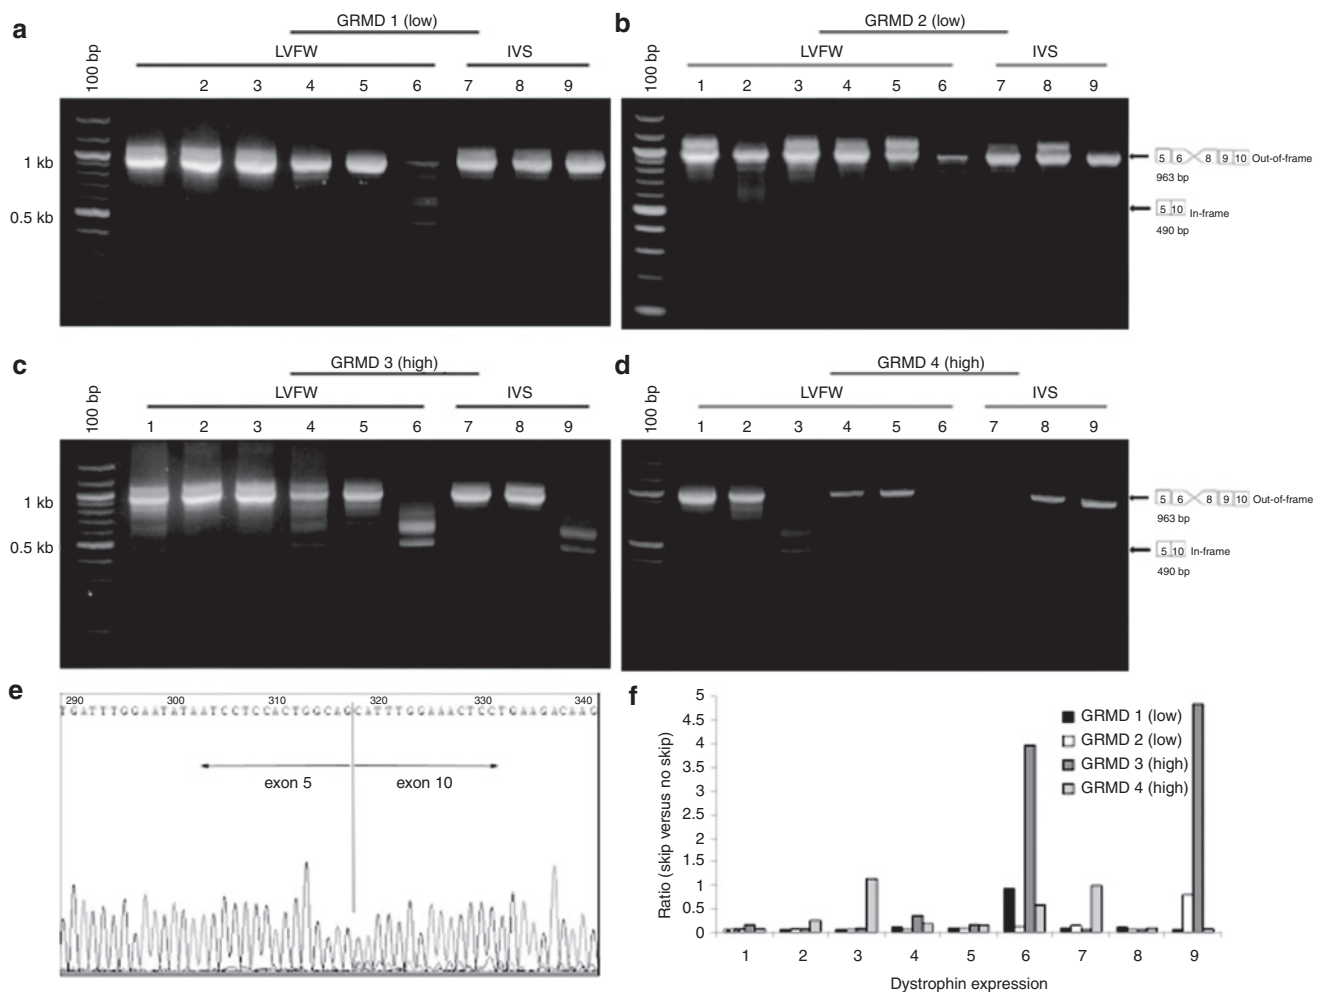 a
GRMD 1 (low)
LVFW
IVS
100 bp
2 3 4 5 6 7 8 9
1 kb
0.5 kb
b
GRMD 2 (low)
LVFW
IVS
100 bp
1 2 3 4 5 6 7 8 9
5 6 8 9 10 Out-of-frame
963 bp
5 10 In-frame
490 bp
c
GRMD 3 (high)
LVFW
IVS
100 bp
1 2 3 4 5 6 7 8 9
1 kb
0.5 kb
d
GRMD 4 (high)
LVFW
IVS
100 bp
1 2 3 4 5 6 7 8 9
5 6 8 9 10 Out-of-frame
963 bp
5 10 In-frame
490 bp
e
290 300 310 320 330 340
TGATTTGGAATATAATCCTCCACTGGCAGCATTTGGAAACTCCTGAAGACAAG
exon 5
exon 10
f
Ratio (skip versus no skip)
5
4.5
4
3.5
3
2.5
2
1.5
1
0.5
0
GRMD 1 (low)
GRMD 2 (low)
GRMD 3 (high)
GRMD 4 (high)
1 2 3 4 5 6 7 8 9
Dystrophin expression